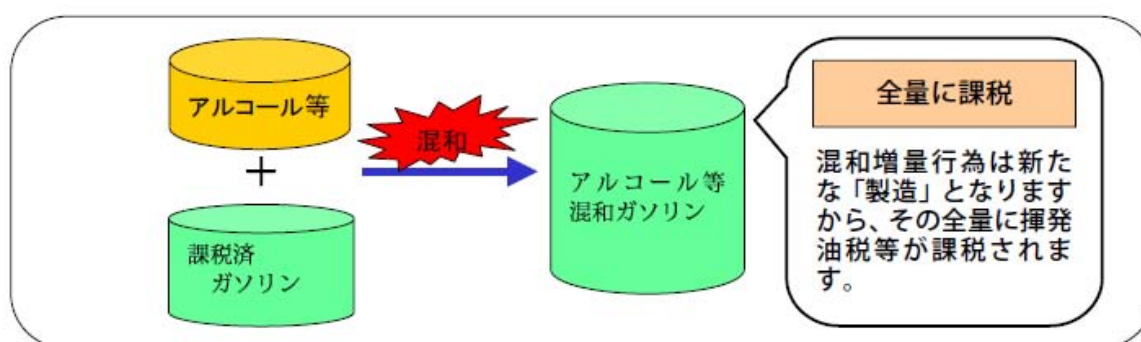 アルコール等
+
課税済
ガソリン
混和
アルコール等
混和ガソリン
全量に課税
混和増量行為は新た
な「製造」となります
から、その全量に揮発
油税等が課税されま
す。